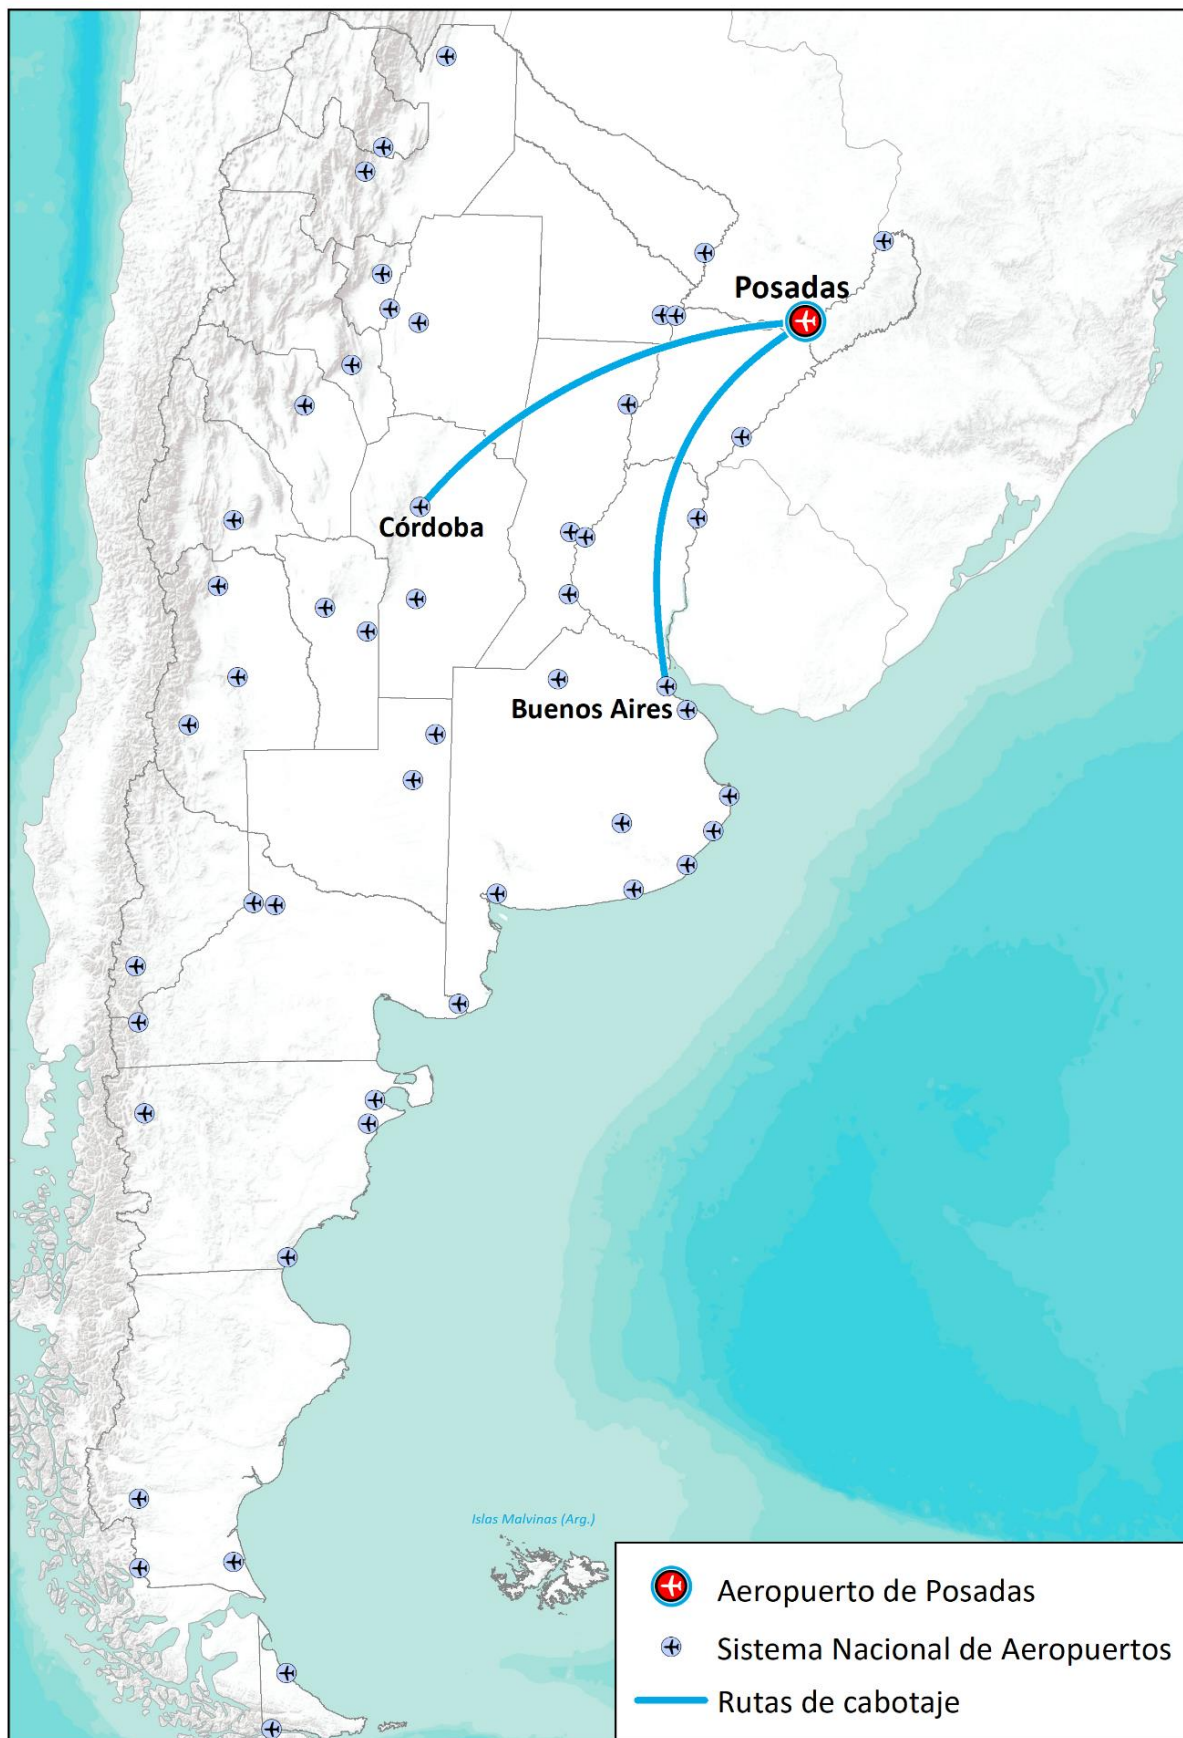 Posadas
Córdoba
Buenos Aires
Islas Malvinas (Arg.)
Aeropuerto de Posadas
Sistema Nacional de Aeropuertos
Rutas de cabotaje